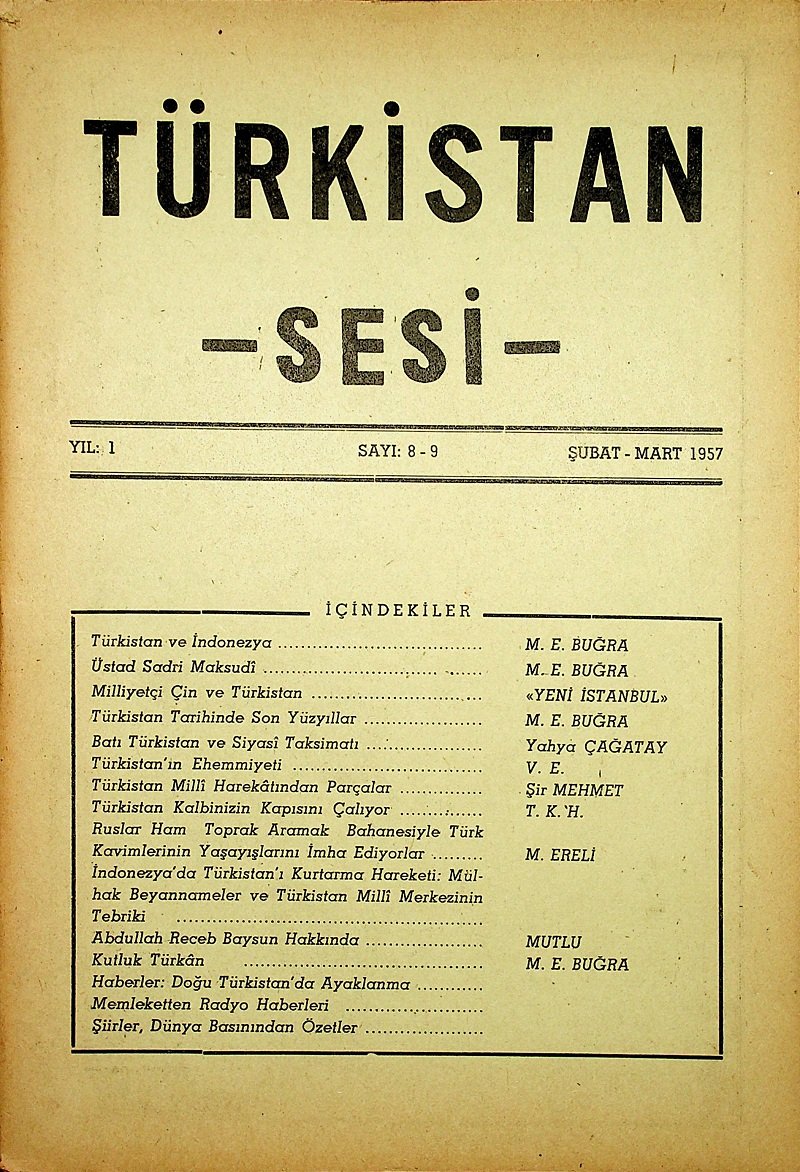 TÜRKİSTAN
—SESİ—
YIL: 1 SAYI: 8 - 9 ŞUBAT - MART 1957
İÇİNDEKİLER
Türkistan ve İndonezya .................................. M. E. BUĞRA
Üstad Sadri Maksudî .................................. M. E. BUĞRA
Milliyetçi Çin ve Türkistan ............................. «YENİ İSTANBUL»
Türkistan Tarihinde Son Yüzyıllar .................... M. E. BUĞRA
Batı Türkistan ve Siyasî Taksimatı .................... Yahya ÇAĞATAY
Türkistan'ın Ehemmiyeti ................................ V. E.
Türkistan Millî Harekâtından Parçalar .............. Şir MEHMET
Türkistan Kalbinizin Kapısını Çalıyor .............. T. K. H.
Ruslar Ham Toprak Aramak Bahanesiyle Türk
Kavimlerinin Yaşayışlarını İmha Ediyorlar ......... M. ERELİ
İndonezya'da Türkistan'ı Kurtarma Hareketi: Mül-
hak Beyannameler ve Türkistan Millî Merkezinin
Tebriki ....................................................
Abdullah Receb Baysun Hakkında .................... MUTLU
Kutluk Türkân .................................... M. E. BUĞRA
Haberler: Doğu Türkistan'da Ayaklanma ...........
Memleketten Radyo Haberleri .......................
Şiirler, Dünya Basınından Özetler ....................